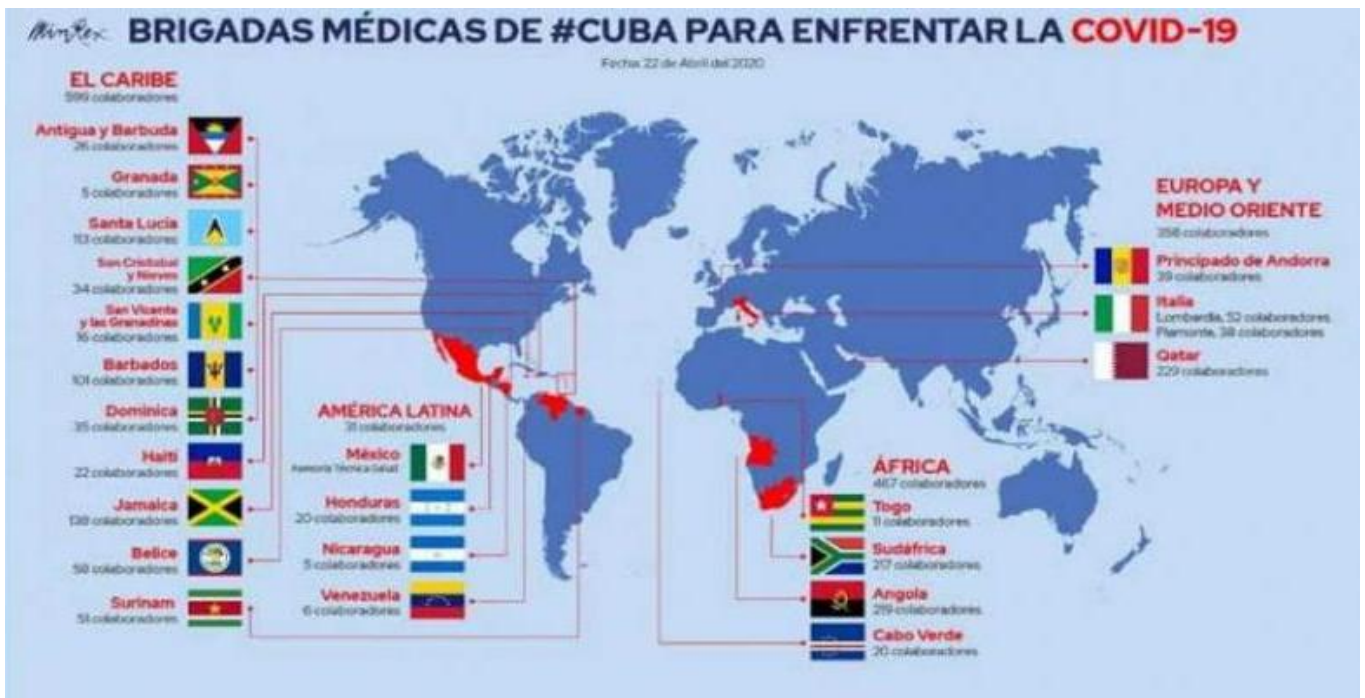 MinRex BRIGADAS MÉDICAS DE #CUBA PARA ENFRENTAR LA COVID-19
Fecha: 22 de Abril del 2020
EL CARIBE
599 colaboradores
Antigua y Barbuda
26 colaboradores
Granada
5 colaboradores
Santa Lucía
113 colaboradores
San Cristobal
y Nieves
34 colaboradores
San Vicente
y las Granadinas
16 colaboradores
Barbados
101 colaboradores
Dominica
35 colaboradores
Haití
22 colaboradores
Jamaica
138 colaboradores
Belice
58 colaboradores
Surinam
51 colaboradores
AMÉRICA LATINA
31 colaboradores
México
Asesoría Técnica Salud
Honduras
20 colaboradores
Nicaragua
5 colaboradores
Venezuela
6 colaboradores
EUROPA Y
MEDIO ORIENTE
358 colaboradores
Principado de Andorra
39 colaboradores
Italia
Lombardia, 52 colaboradores
Piamonte, 38 colaboradores
Qatar
229 colaboradores
ÁFRICA
467 colaboradores
Togo
11 colaboradores
Sudáfrica
217 colaboradores
Angola
219 colaboradores
Cabo Verde
20 colaboradores